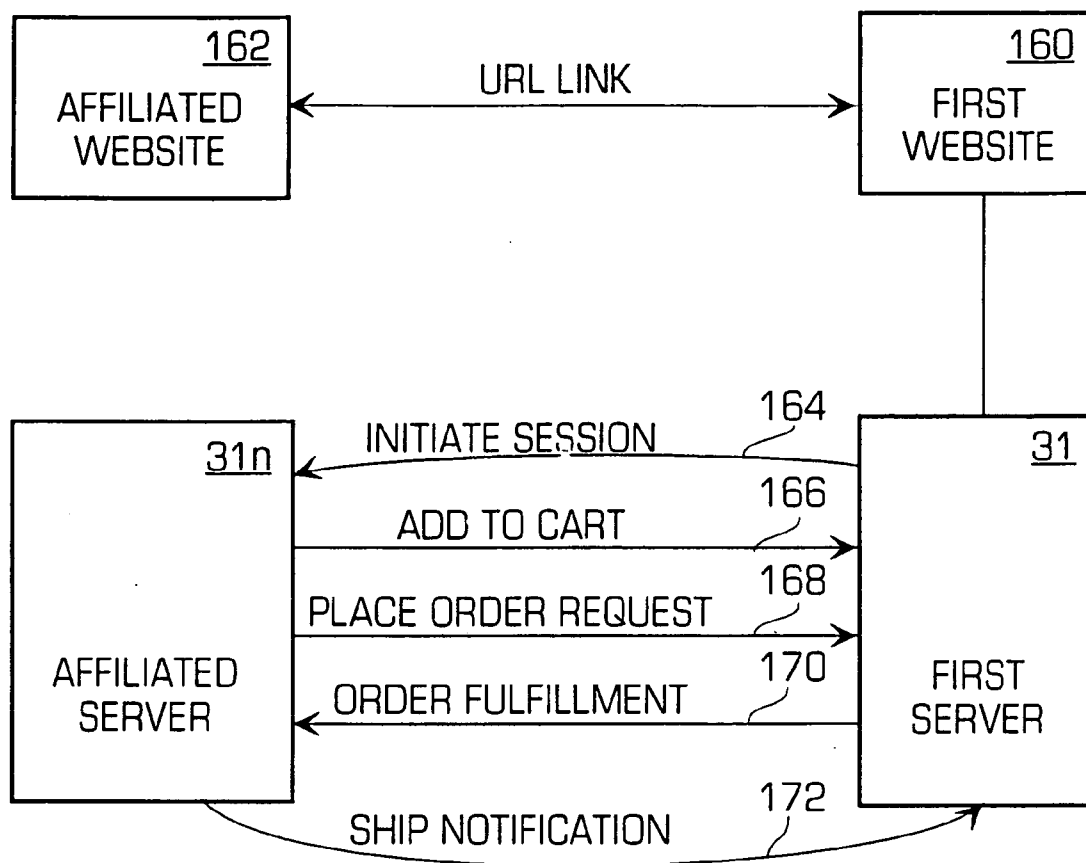 162
AFFILIATED
WEBSITE
URL LINK
160
FIRST
WEBSITE
31n
AFFILIATED
SERVER
INITIATE SESSION
164
ADD TO CART
166
PLACE ORDER REQUEST
168
ORDER FULFILLMENT
170
SHIP NOTIFICATION
172
31
FIRST
SERVER